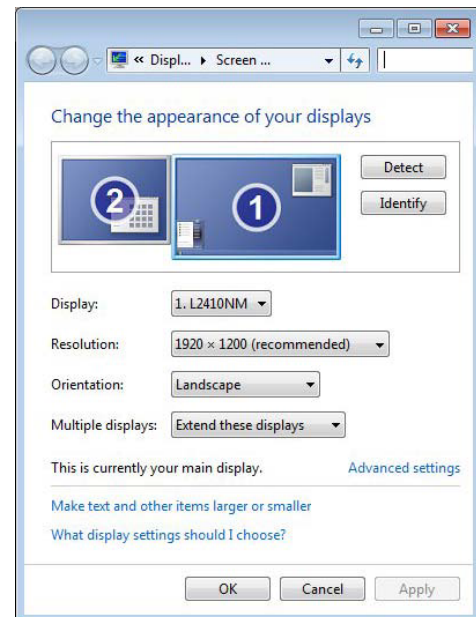 « Displ... ▸ Screen ...
Change the appearance of your displays
2
1
Detect
Identify
Display: 1. L2410NM
Resolution: 1920 × 1200 (recommended)
Orientation: Landscape
Multiple displays: Extend these displays
This is currently your main display. Advanced settings
Make text and other items larger or smaller
What display settings should I choose?
OK Cancel Apply